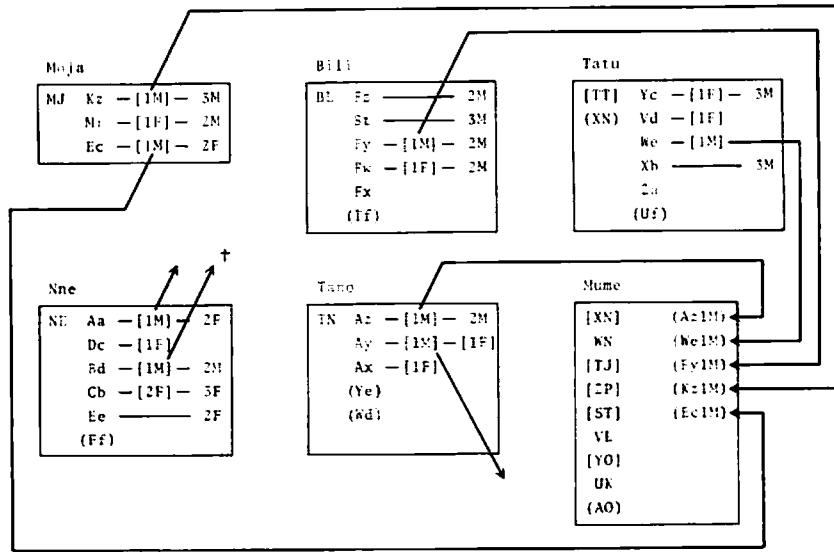 Moja
MJ Kz —[1M]— 3M
[1F]— 2M
Ec —[1M]— 2F
Bili
BL Fz ——— 2M
St ——— 3M
Fy —[1M]— 2M
Fw —[1F]— 2M
Fx
Tatu
[TT] Yc —[1F]— 3M
(XN) Vd —[1F]
We —[1M]
Xb ——— 3M
Za
(Uf)
†
Nne
NE Aa —[1M]— 2F
Dc —[1F]
Bd —[1M]— 2M
Cb —[2F]— 3F
Ee ——— 2F
(Ff)
Tano
TN Az —[1M]— 2M
Ay —[1M]—[1F]
Ax —[1F]
(Ye)
(Wd)
Mume
[XN] (Az1M)
WN (We1M)
[TJ] (Fy1M)
[ZP] (Kz1M)
[ST] (Ec1M)
VL
[YO]
UK
(AO)